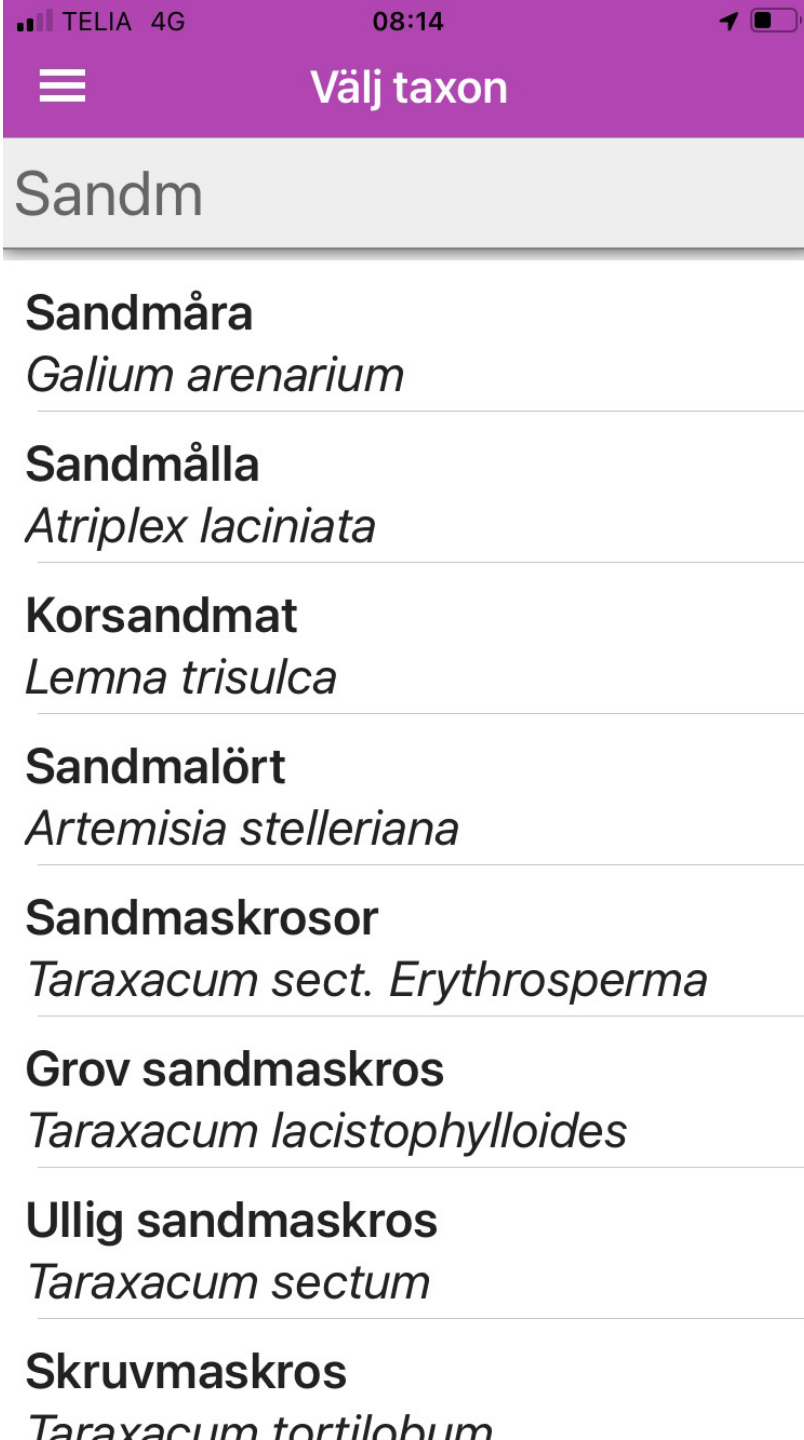 TELIA 4G 08:14
Välj taxon
Sandm
Sandmåra
Galium arenarium
Sandmålla
Atriplex laciniata
Korsandmat
Lemna trisulca
Sandmalört
Artemisia stelleriana
Sandmaskrosor
Taraxacum sect. Erythrosperma
Grov sandmaskros
Taraxacum lacistophylloides
Ullig sandmaskros
Taraxacum sectum
Skruvmaskros
Taraxacum tortilobum